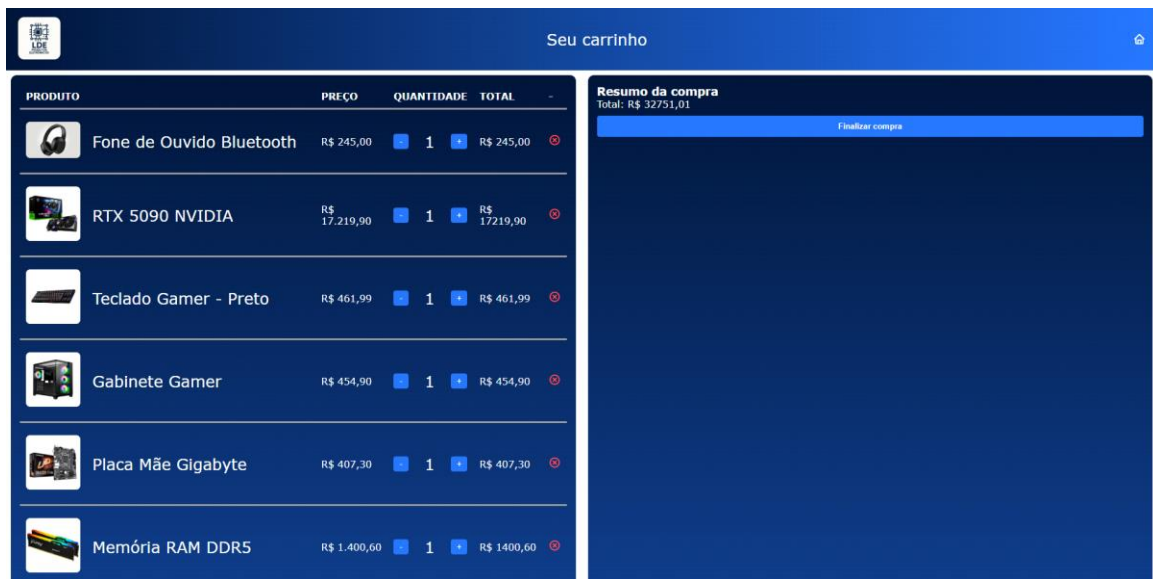 LDE
Seu carrinho
PRODUTO PREÇO QUANTIDADE TOTAL -
Fone de Ouvido Bluetooth R$ 245,00 - 1 + R$ 245,00
RTX 5090 NVIDIA R$ 17.219,90 - 1 + R$ 17219,90
Teclado Gamer - Preto R$ 461,99 - 1 + R$ 461,99
Gabinete Gamer R$ 454,90 - 1 + R$ 454,90
Placa Mãe Gigabyte R$ 407,30 - 1 + R$ 407,30
Memória RAM DDR5 R$ 1.400,60 - 1 + R$ 1400,60
Resumo da compra
Total: R$ 32751,01
Finalizar compra